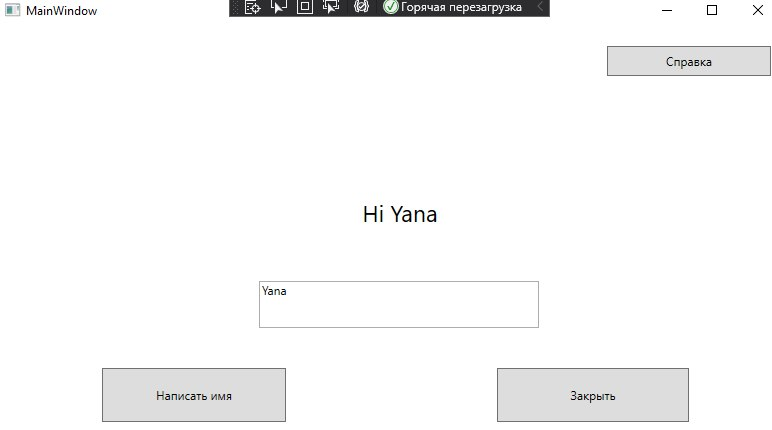 MainWindow
Горячая перезагрузка
Справка
Hi Yana
Yana
Написать имя
Закрыть